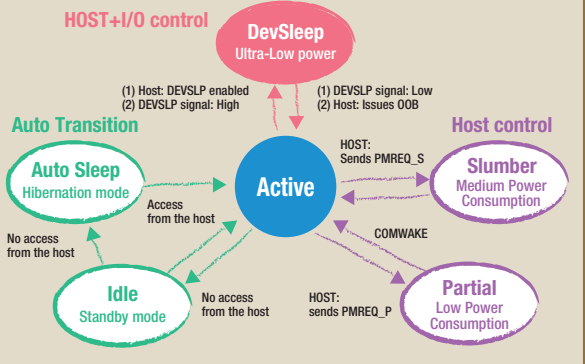 HOST+I/O control
DevSleep
Ultra-Low power
(1) Host: DEVSLP enabled
(2) DEVSLP signal: High
(1) DEVSLP signal: Low
(2) Host: Issues OOB
Auto Transition
Host control
HOST:
Sends PMREQ_S
Auto Sleep
Hibernation mode
Active
Slumber
Medium Power
Consumption
Access
from the host
No access
from the host
COMWAKE
Idle
Standby mode
No access
from the host
HOST:
sends PMREQ_P
Partial
Low Power
Consumption